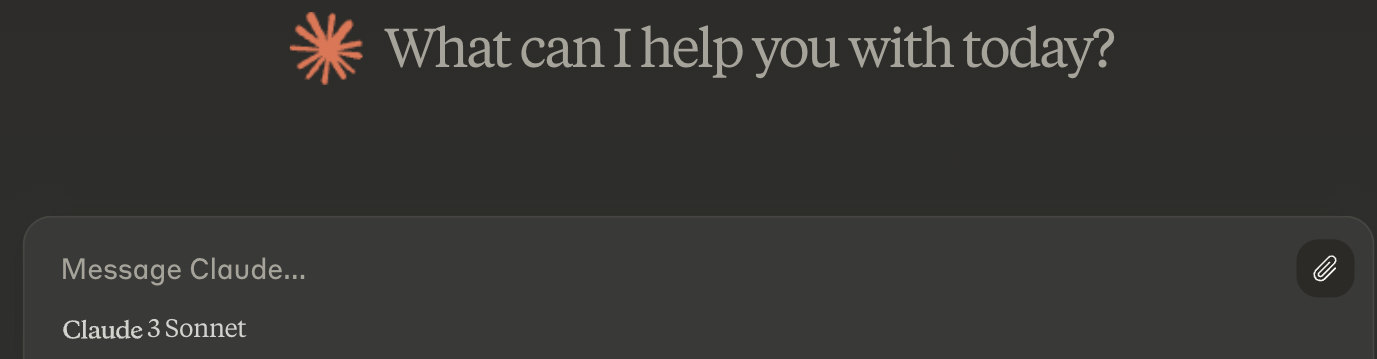 What can I help you with today?
Message Claude...
Claude 3 Sonnet